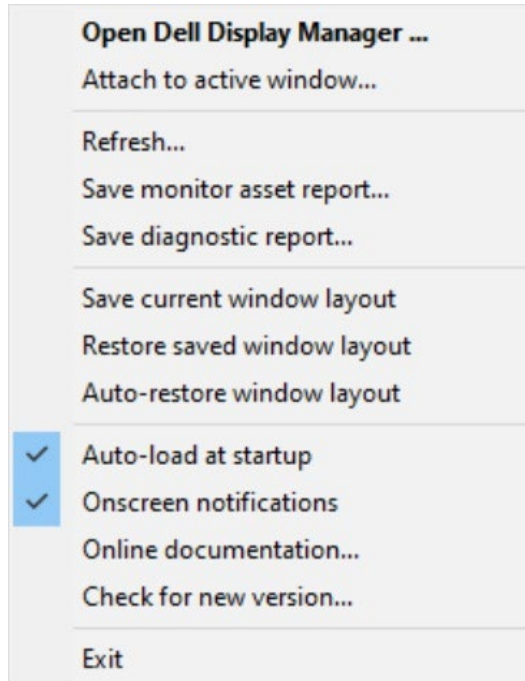 Open Dell Display Manager ...
Attach to active window...
Refresh...
Save monitor asset report...
Save diagnostic report...
Save current window layout
Restore saved window layout
Auto-restore window layout
Auto-load at startup
Onscreen notifications
Online documentation...
Check for new version...
Exit